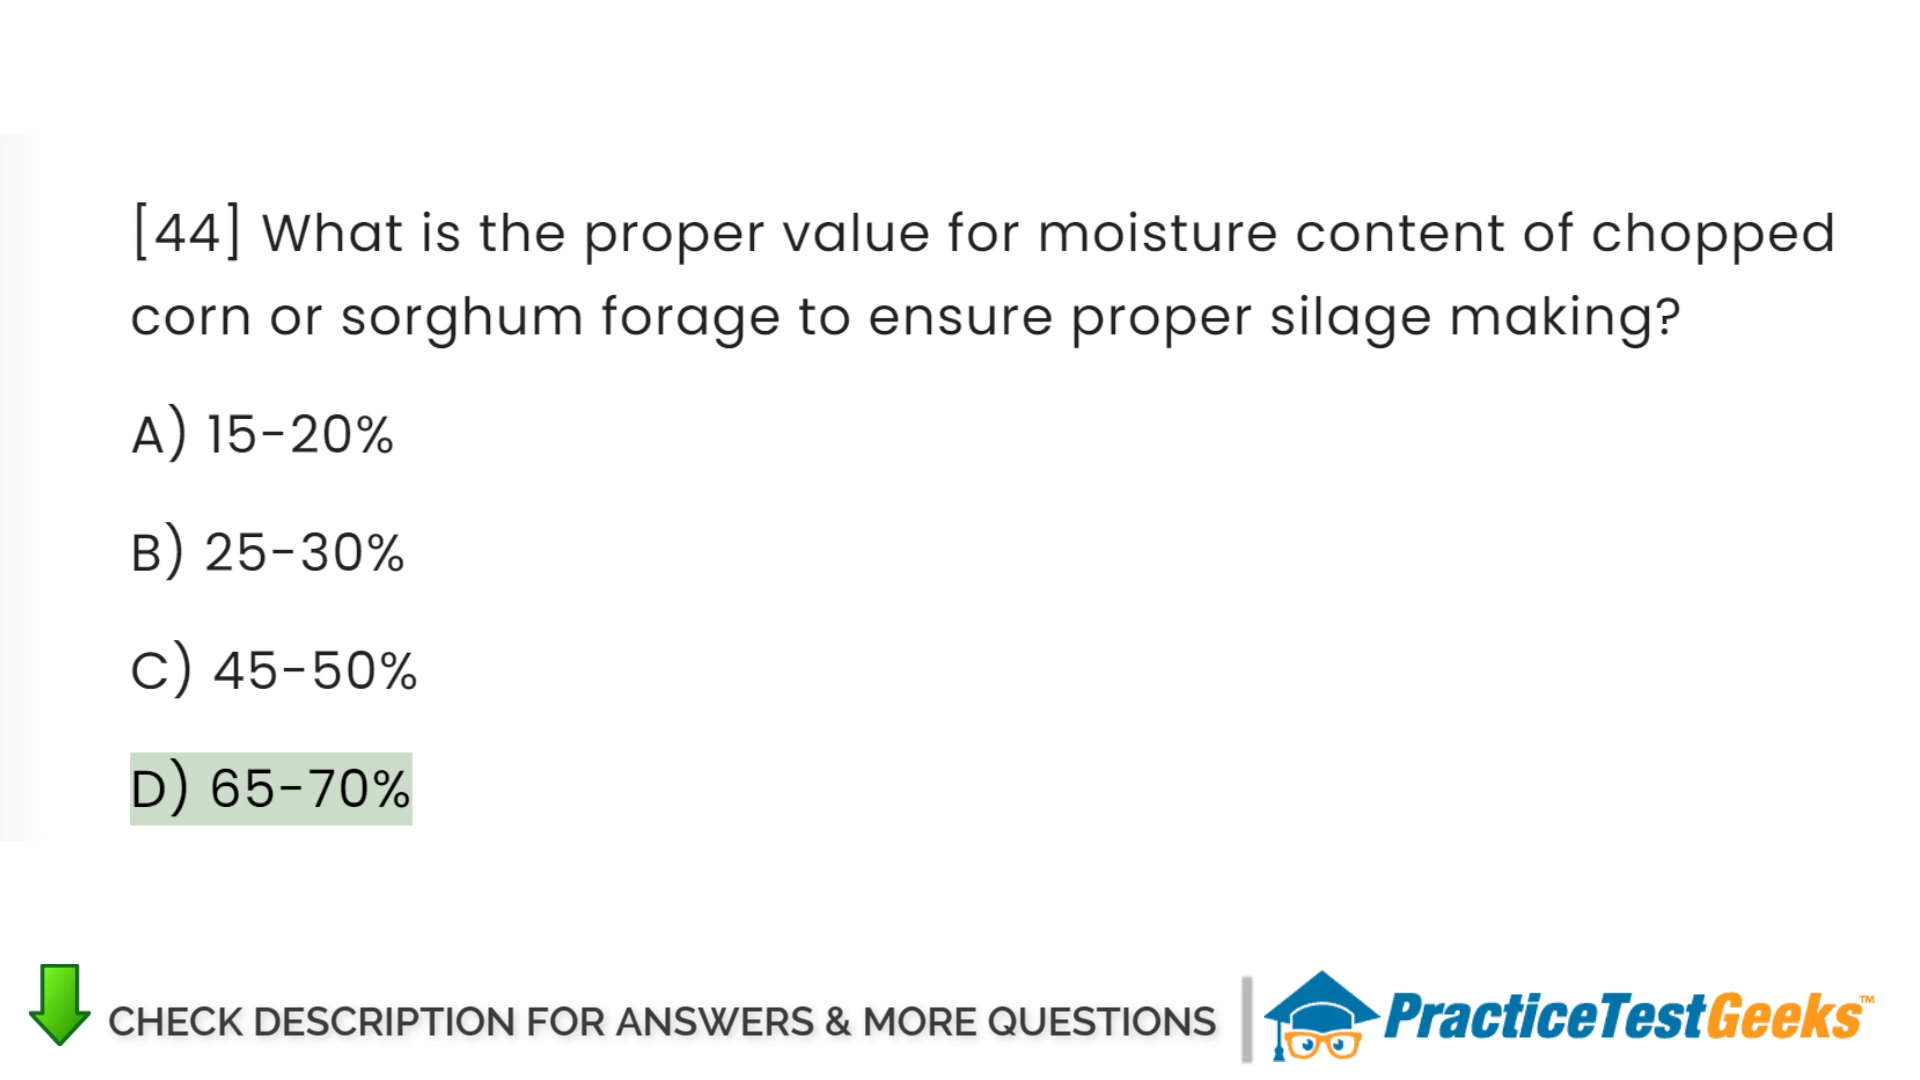 [44] What is the proper value for moisture content of chopped
corn or sorghum forage to ensure proper silage making?
A) 15-20%
B) 25-30%
C) 45-50%
D) 65-70%
CHECK DESCRIPTION FOR ANSWERS & MORE QUESTIONS
PracticeTestGeeks™